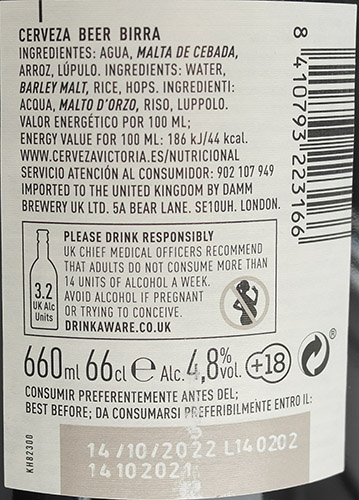 CERVEZA BEER BIRRA
INGREDIENTES: AGUA, MALTA DE CEBADA,
ARROZ, LÚPULO. INGREDIENTS: WATER,
BARLEY MALT, RICE, HOPS. INGREDIENTI:
ACQUA, MALTO D'ORZO, RISO, LUPPOLO.
VALOR ENERGÉTICO POR 100 ML;
ENERGY VALUE FOR 100 ML: 186 kJ/44 kcal.
WWW.CERVEZAVICTORIA.ES/NUTRICIONAL
SERVICIO ATENCIÓN AL CONSUMIDOR: 902 107 949
IMPORTED TO THE UNITED KINGDOM BY DAMM
BREWERY UK LTD. 5A BEAR LANE. SE10UH. LONDON.
8 410793 223166
3.2
UK Alc
Units
PLEASE DRINK RESPONSIBLY
UK CHIEF MEDICAL OFFICERS RECOMMEND
THAT ADULTS DO NOT CONSUME MORE THAN
14 UNITS OF ALCOHOL A WEEK.
AVOID ALCOHOL IF PREGNANT
OR TRYING TO CONCEIVE.
DRINKAWARE.CO.UK
660ml 66cl e Alc. 4,8% vol. +18 ®
CONSUMIR PREFERENTEMENTE ANTES DEL;
BEST BEFORE; DA CONSUMARSI PREFERIBILMENTE ENTRO IL:
14/10/2022 L140202
14102021
KH82300